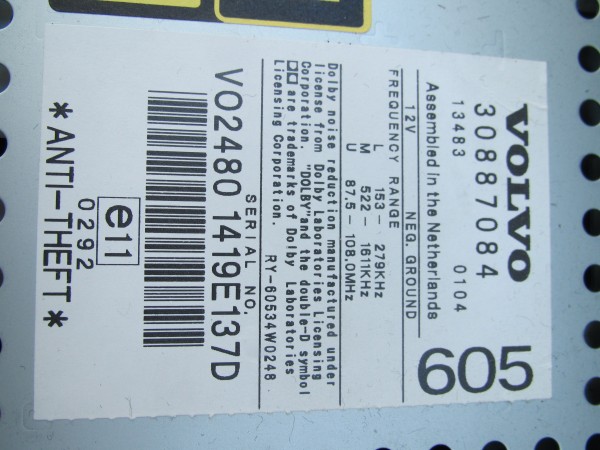 VOLVO
30887084
13483 0104
605
Assembled in the Netherlands
12V NEG. GROUND
FREQUENCY RANGE
L 153- 279KHz
M 522- 1611KHz
U 87.5- 108.0MHz
Dolby noise reduction manufactured under
license from Dolby Laboratories Licensing
Corporation. "DOLBY"and the double-D symbol
are trademarks of Dolby Laboratories
Licensing Corporation. RY-60534W0248
SERIAL NO.
VO2480 1419E137D
e11
0292
*ANTI-THEFT*